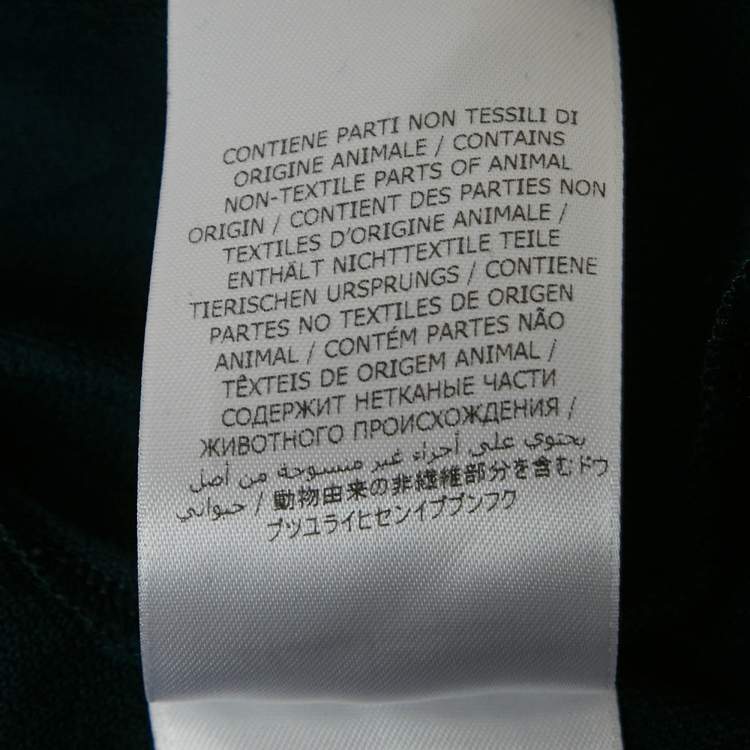 CONTIENE PARTI NON TESSILI DI
ORIGINE ANIMALE / CONTAINS
NON-TEXTILE PARTS OF ANIMAL
ORIGIN / CONTIENT DES PARTIES NON
TEXTILES D'ORIGINE ANIMALE /
ENTHÄLT NICHTTEXTILE TEILE
TIERISCHEN URSPRUNGS / CONTIENE
PARTES NO TEXTILES DE ORIGEN
ANIMAL / CONTÉM PARTES NÃO
TÊXTEIS DE ORIGEM ANIMAL /
СОДЕРЖИТ НЕТКАНЫЕ ЧАСТИ
ЖИВОТНОГО ПРОИСХОЖДЕНИЯ /
يحتوي على أجزاء غير منسوجة من أصل
حيواني / 動物由来の非繊維部分を含むドウ
ブツユライヒセンイブブンフク